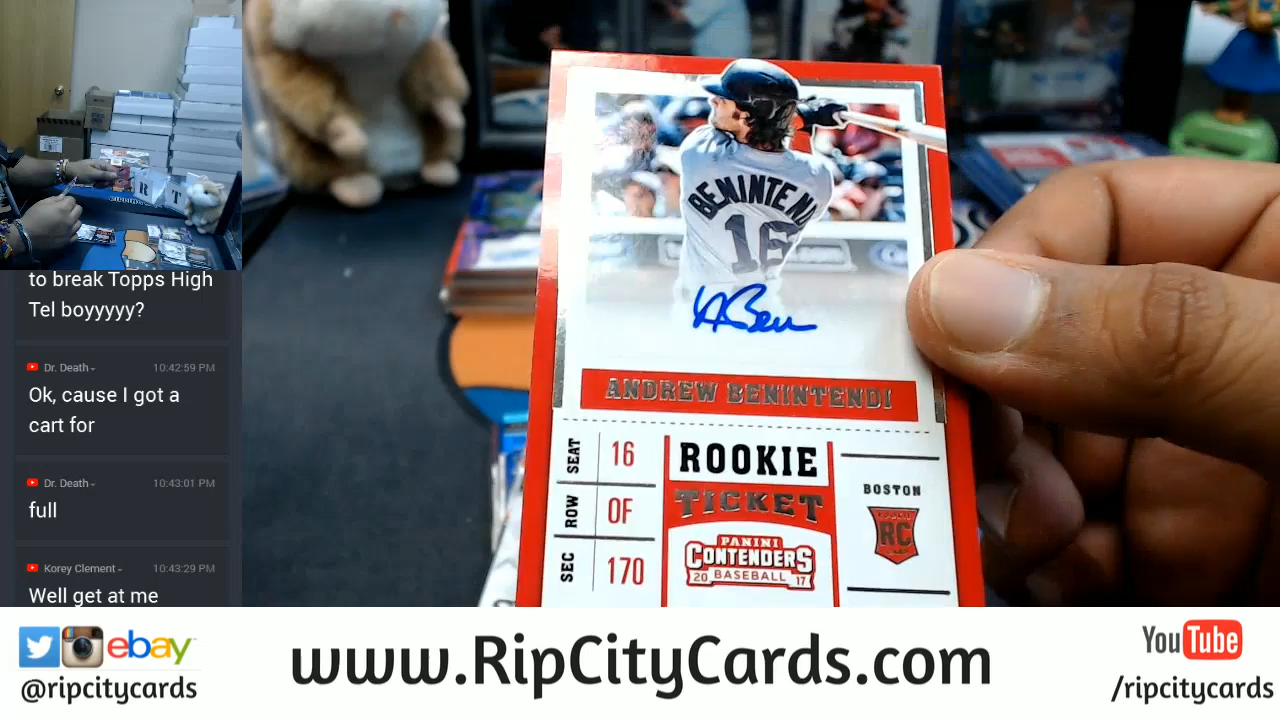 to break Topps High
Tel boyyyyy?
Dr. Death
10:42:59 PM
Ok, cause I got a
cart for
Dr. Death
10:43:01 PM
full
Korey Clement
10:43:29 PM
Well get at me
R T
BENINTENDI
16
ANDREW BENINTENDI
SEAT 16
ROW OF
SEC 170
ROOKIE
TICKET
PANINI
CONTENDERS
20 BASEBALL 17
BOSTON
RC
ebay
@ripcitycards
www.RipCityCards.com
YouTube
/ripcitycards